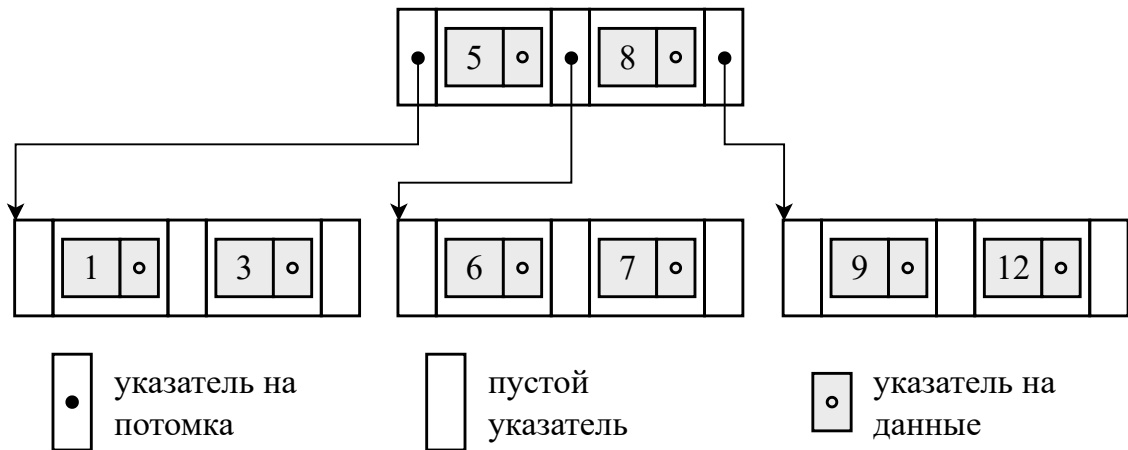 5 8
1 3 6 7 9 12
указатель на
потомка
пустой
указатель
указатель на
данные